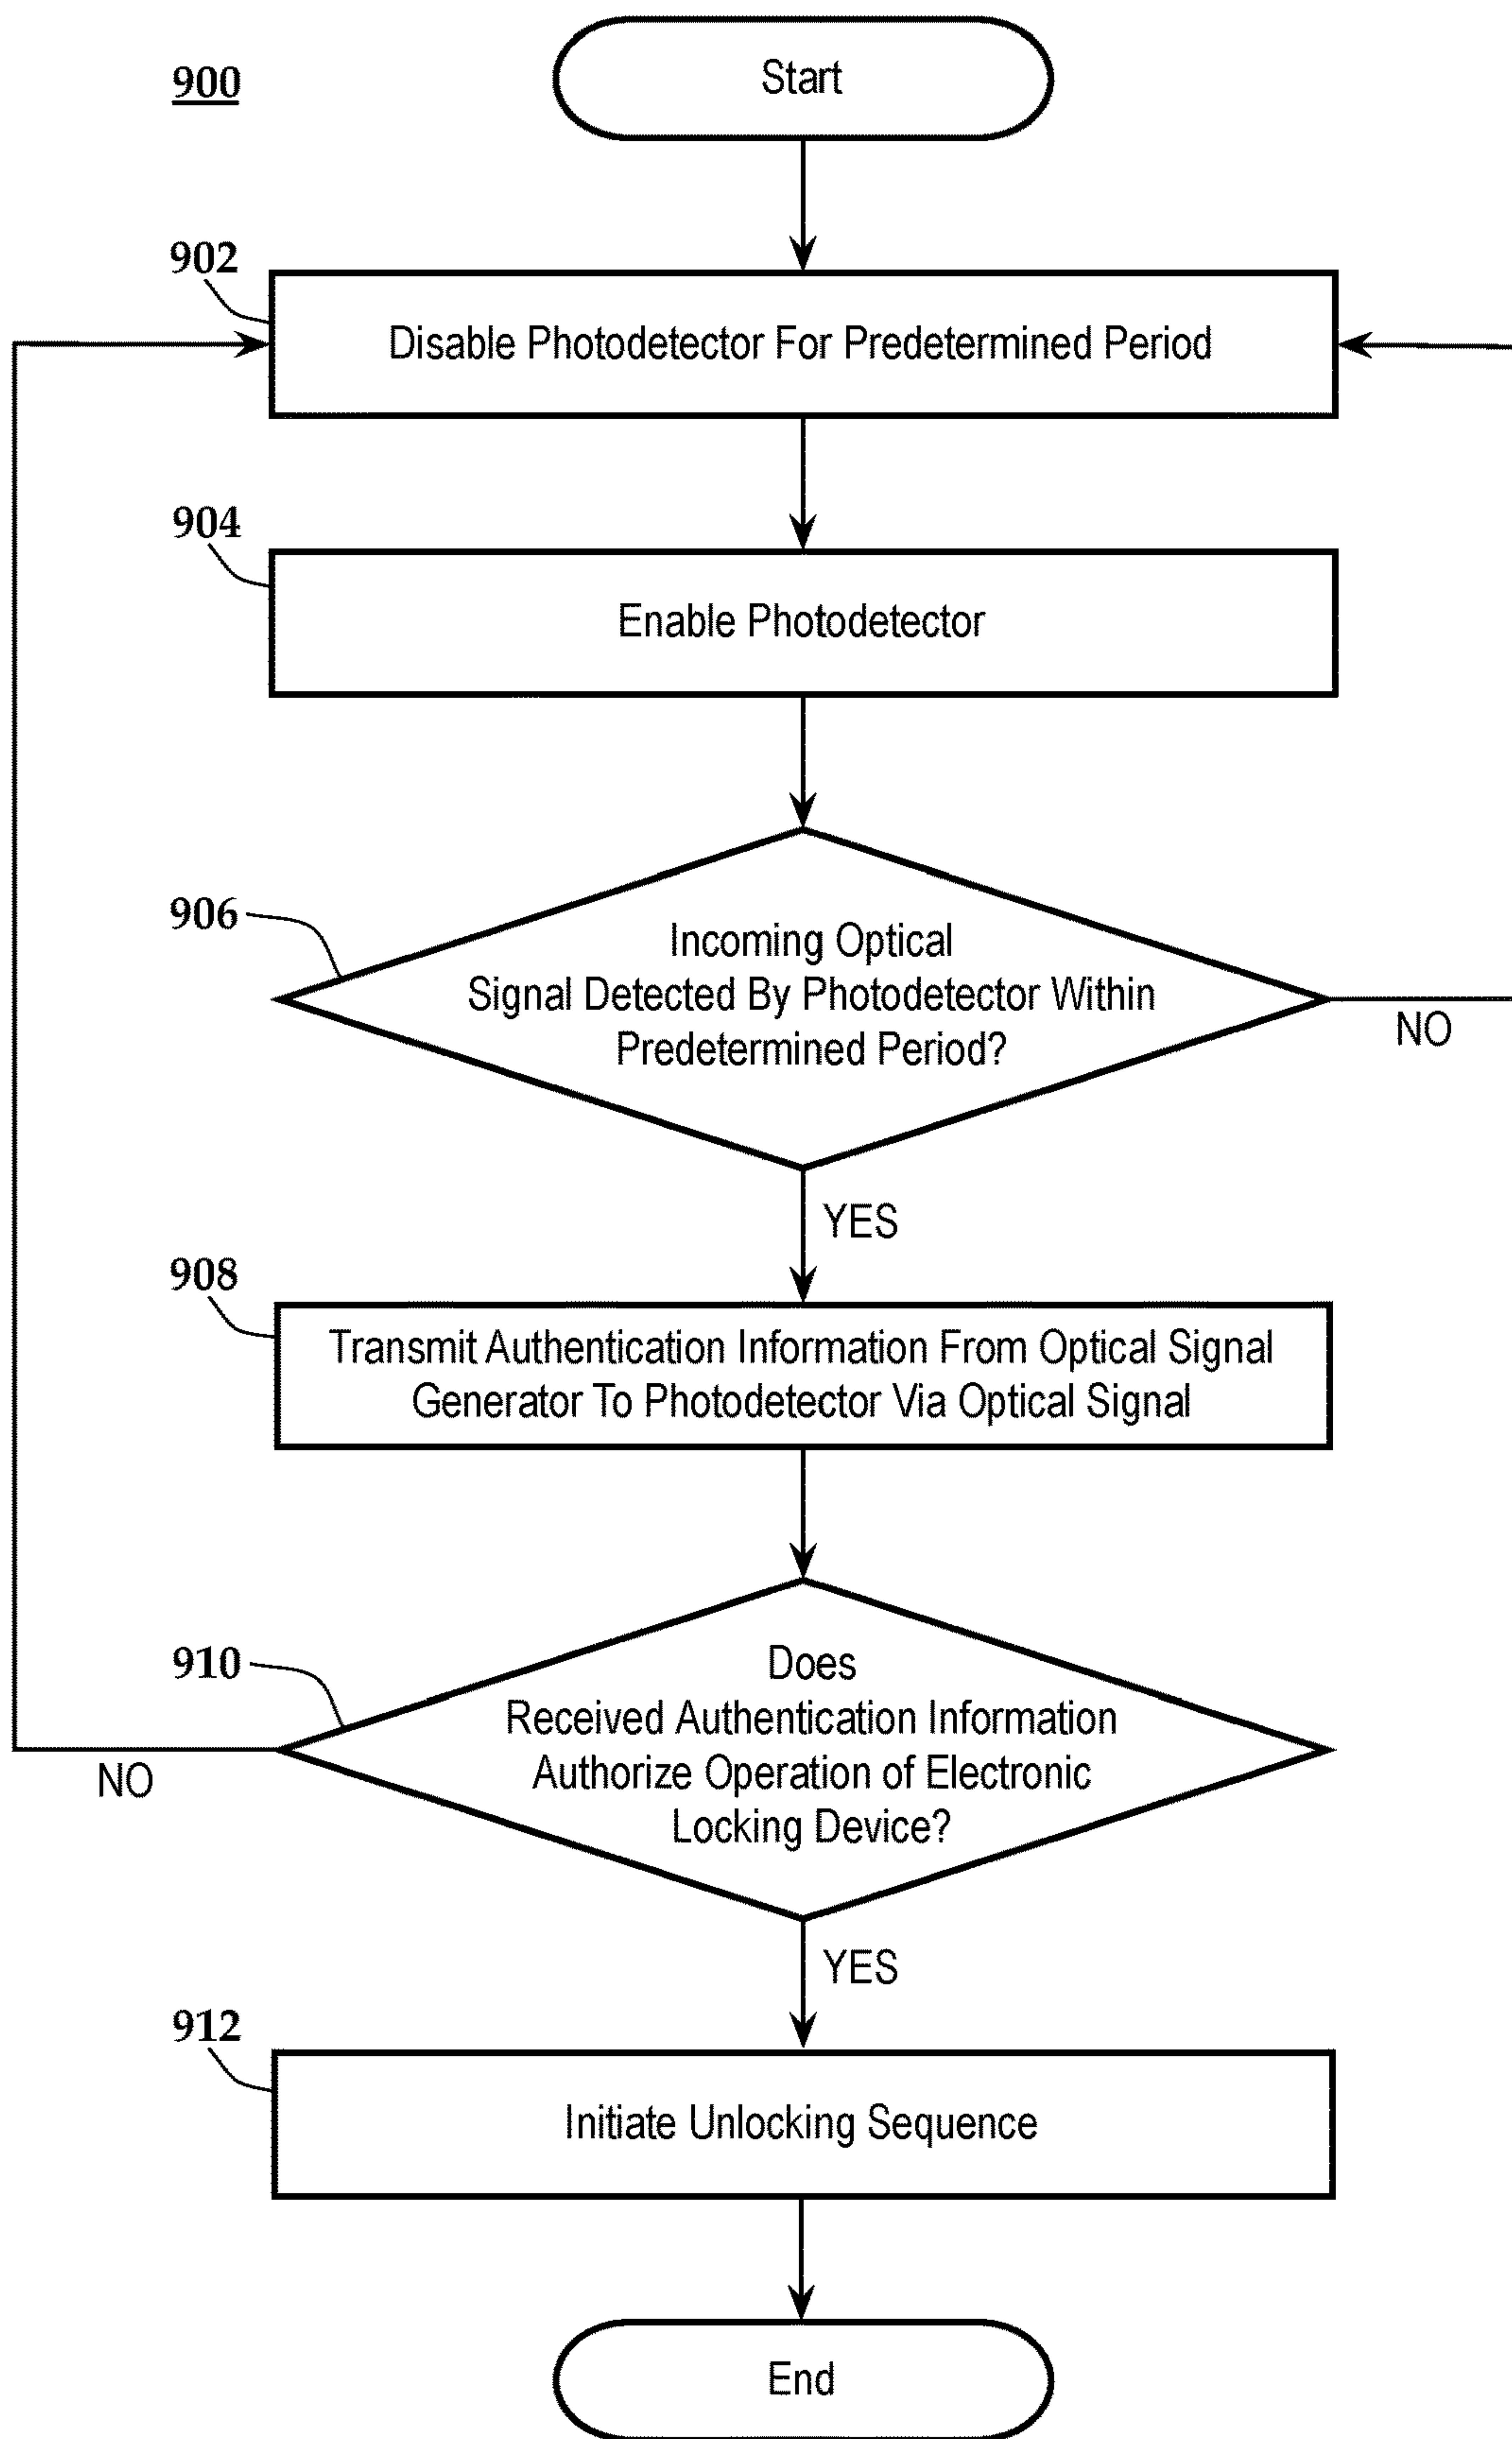 900
Start
902
Disable Photodetector For Predetermined Period
904
Enable Photodetector
906
Incoming Optical
Signal Detected By Photodetector Within
Predetermined Period?
NO
YES
908
Transmit Authentication Information From Optical Signal
Generator To Photodetector Via Optical Signal
910
Does
Received Authentication Information
Authorize Operation of Electronic
Locking Device?
NO
YES
912
Initiate Unlocking Sequence
End